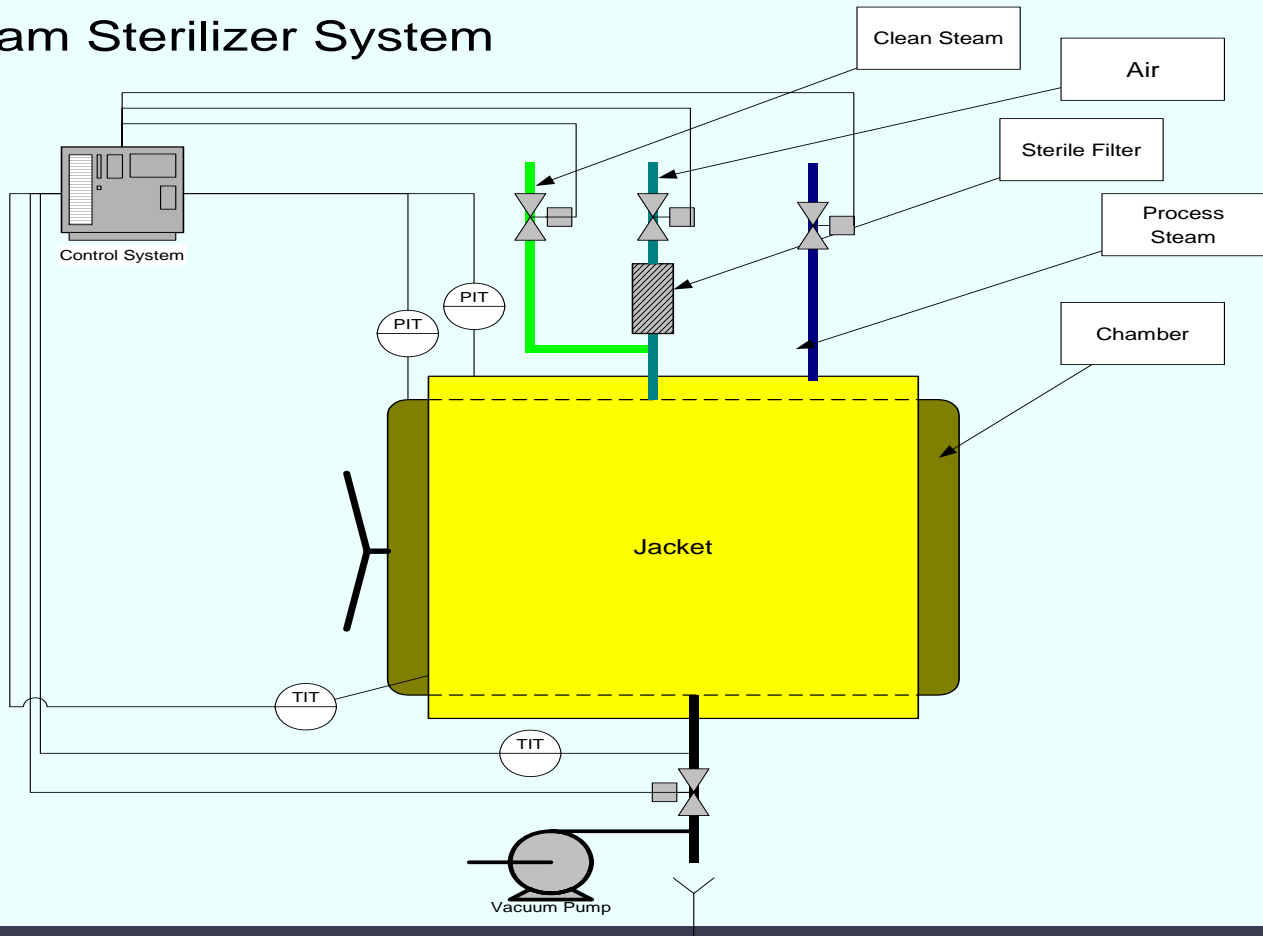 am Sterilizer System
Clean Steam
Air
Sterile Filter
Process
Steam
Control System
PIT
PIT
Chamber
Jacket
TIT
TIT
Vacuum Pump